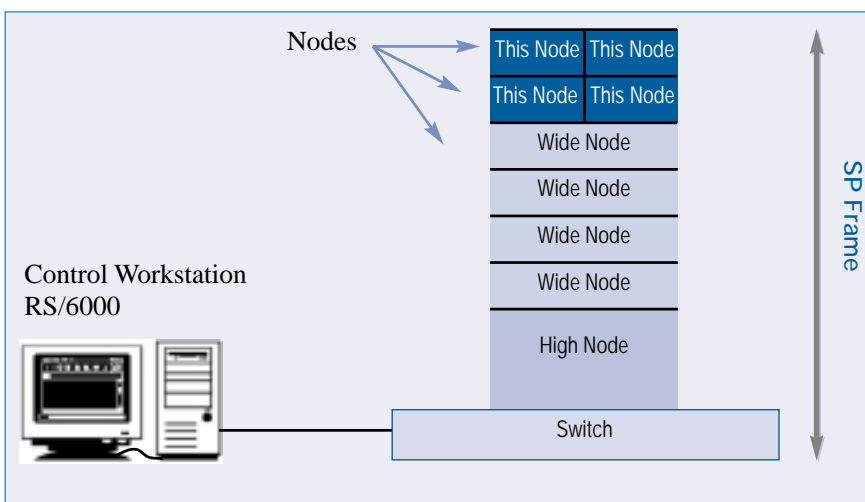 Nodes
This Node This Node
This Node This Node
Wide Node
Wide Node
Wide Node
Wide Node
High Node
Switch
Control Workstation
RS/6000
SP Frame